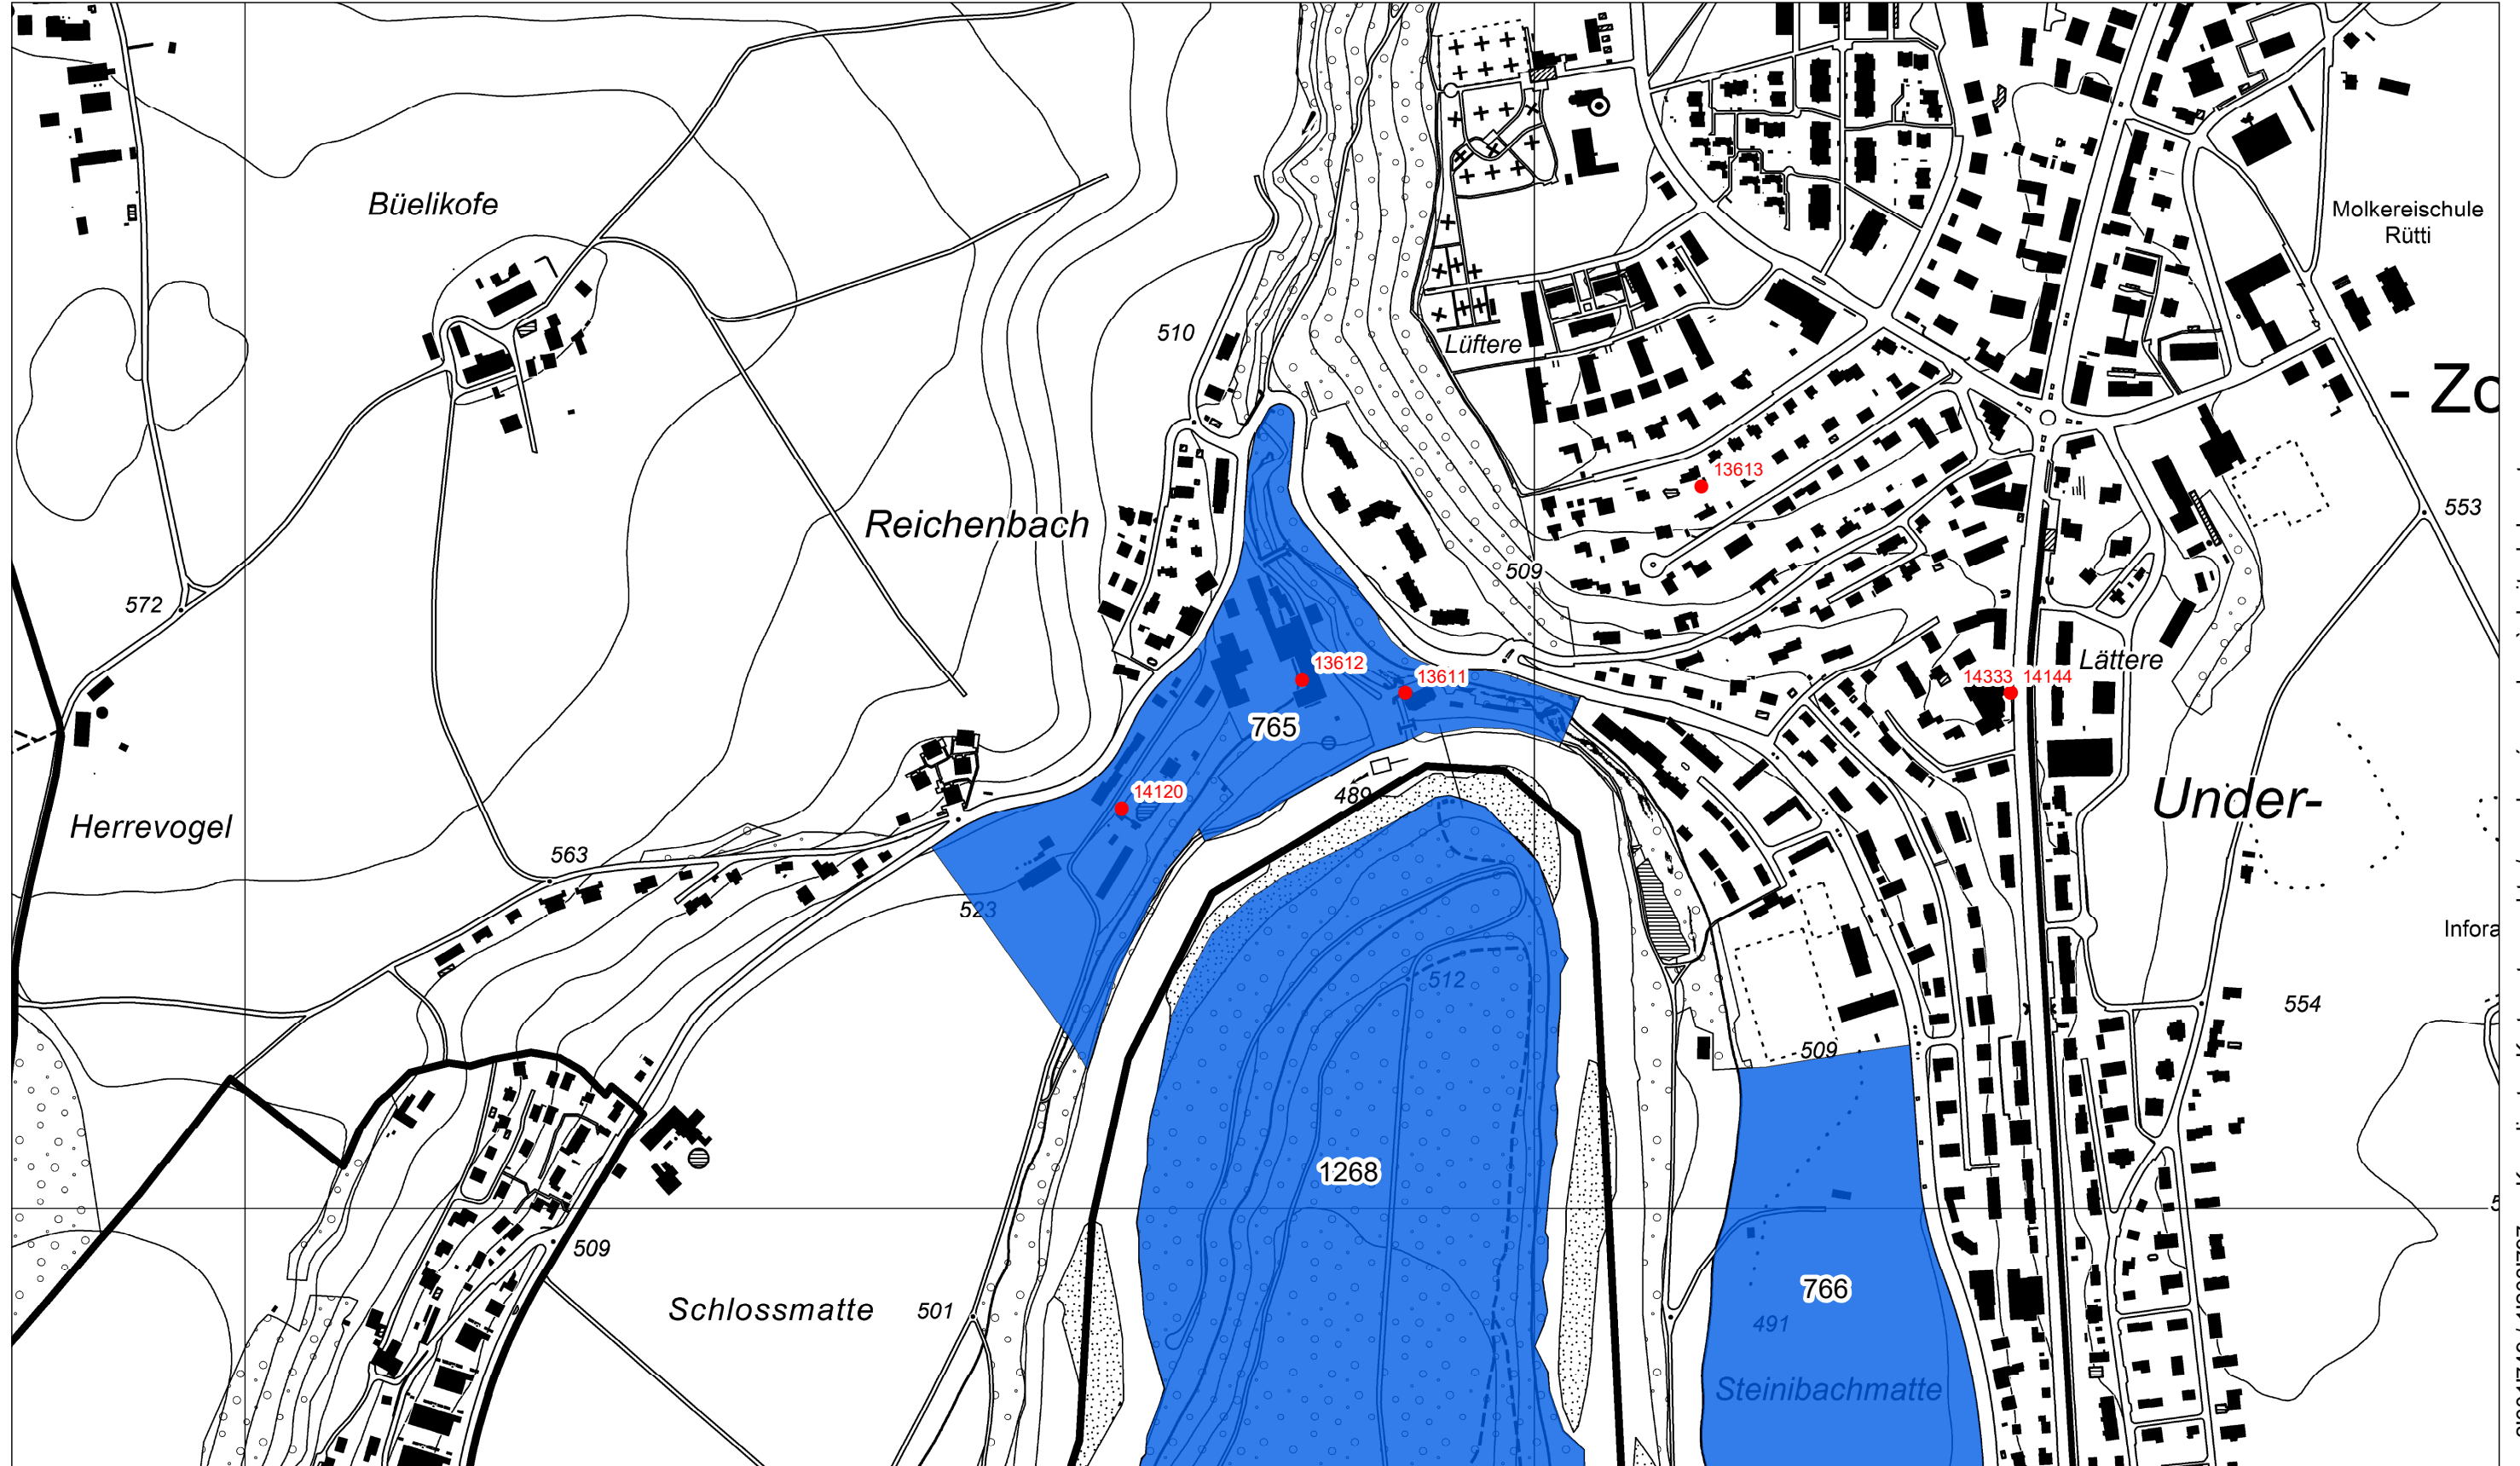 Büelikofe
Molkereischule
Rütti
510
Lüftere
- Zo
13613
553
Reichenbach
509
572
13612
13611
Lättere
14333
14144
765
14120
489
Under-
Herrevogel
563
523
Infora
512
554
509
1268
509
766
Schlossmatte
501
491
Steinibachmatte